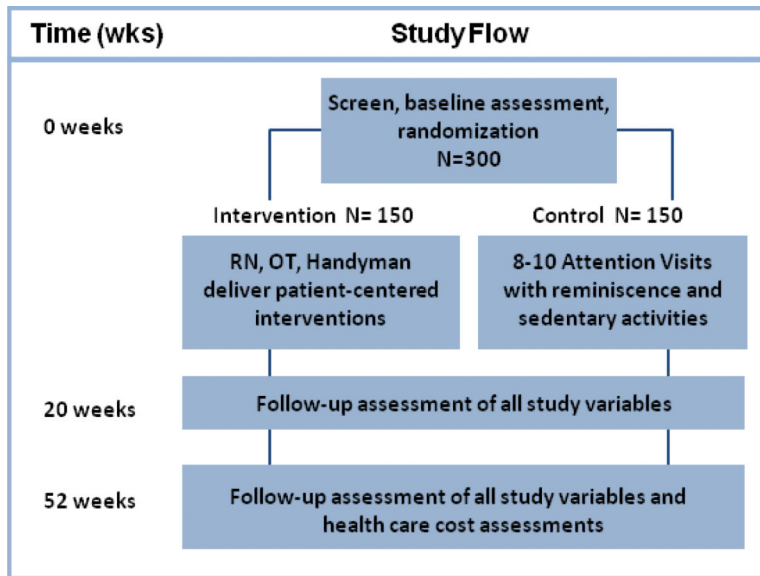 Time (wks) Study Flow
0 weeks
Screen, baseline assessment,
randomization
N=300
Intervention N= 150
Control N= 150
RN, OT, Handyman
deliver patient-centered
interventions
8-10 Attention Visits
with reminiscence and
sedentary activities
20 weeks
Follow-up assessment of all study variables
52 weeks
Follow-up assessment of all study variables and
health care cost assessments